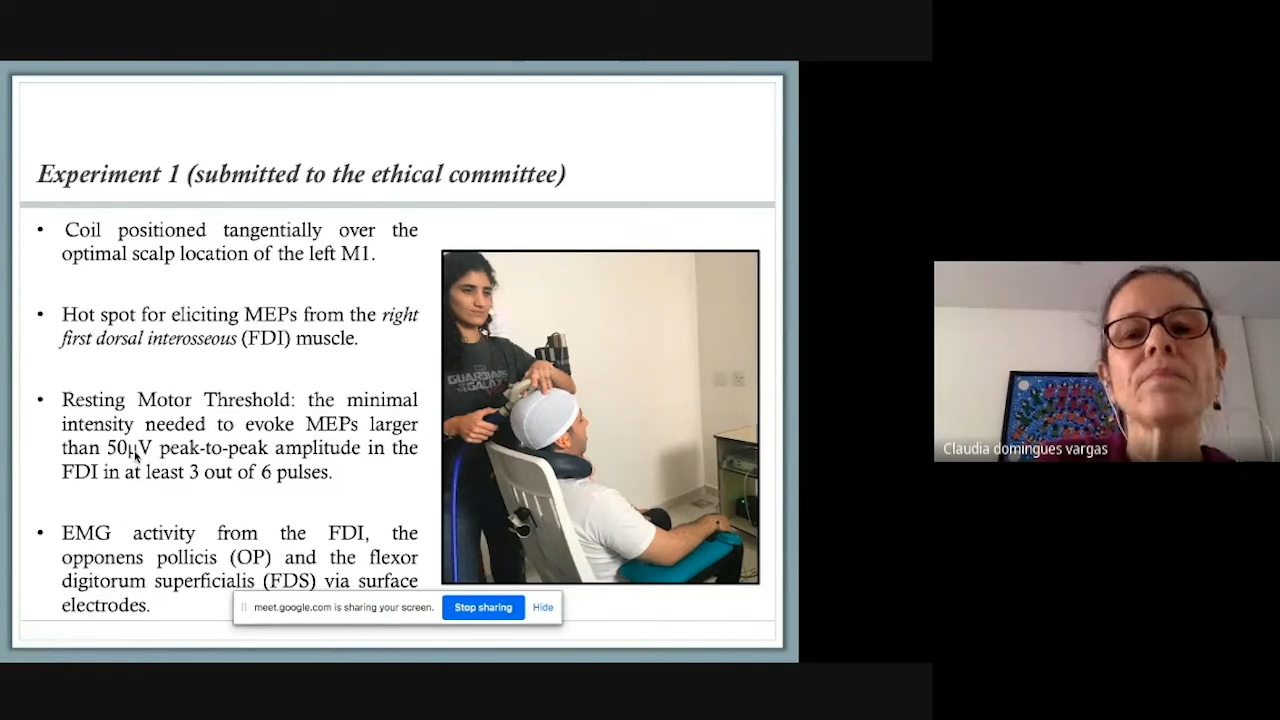 Experiment 1 (submitted to the ethical committee)
• Coil positioned tangentially over the
optimal scalp location of the left M1.
• Hot spot for eliciting MEPs from the right
first dorsal interosseous (FDI) muscle.
• Resting Motor Threshold: the minimal
intensity needed to evoke MEPs larger
than 50μV peak-to-peak amplitude in the
FDI in at least 3 out of 6 pulses.
• EMG activity from the FDI, the
opponens pollicis (OP) and the flexor
digitorum superficialis (FDS) via surface
electrodes.
GUARDIANS
GALAXY
meet.google.com is sharing your screen.
Stop sharing
Hide
Claudia domingues vargas